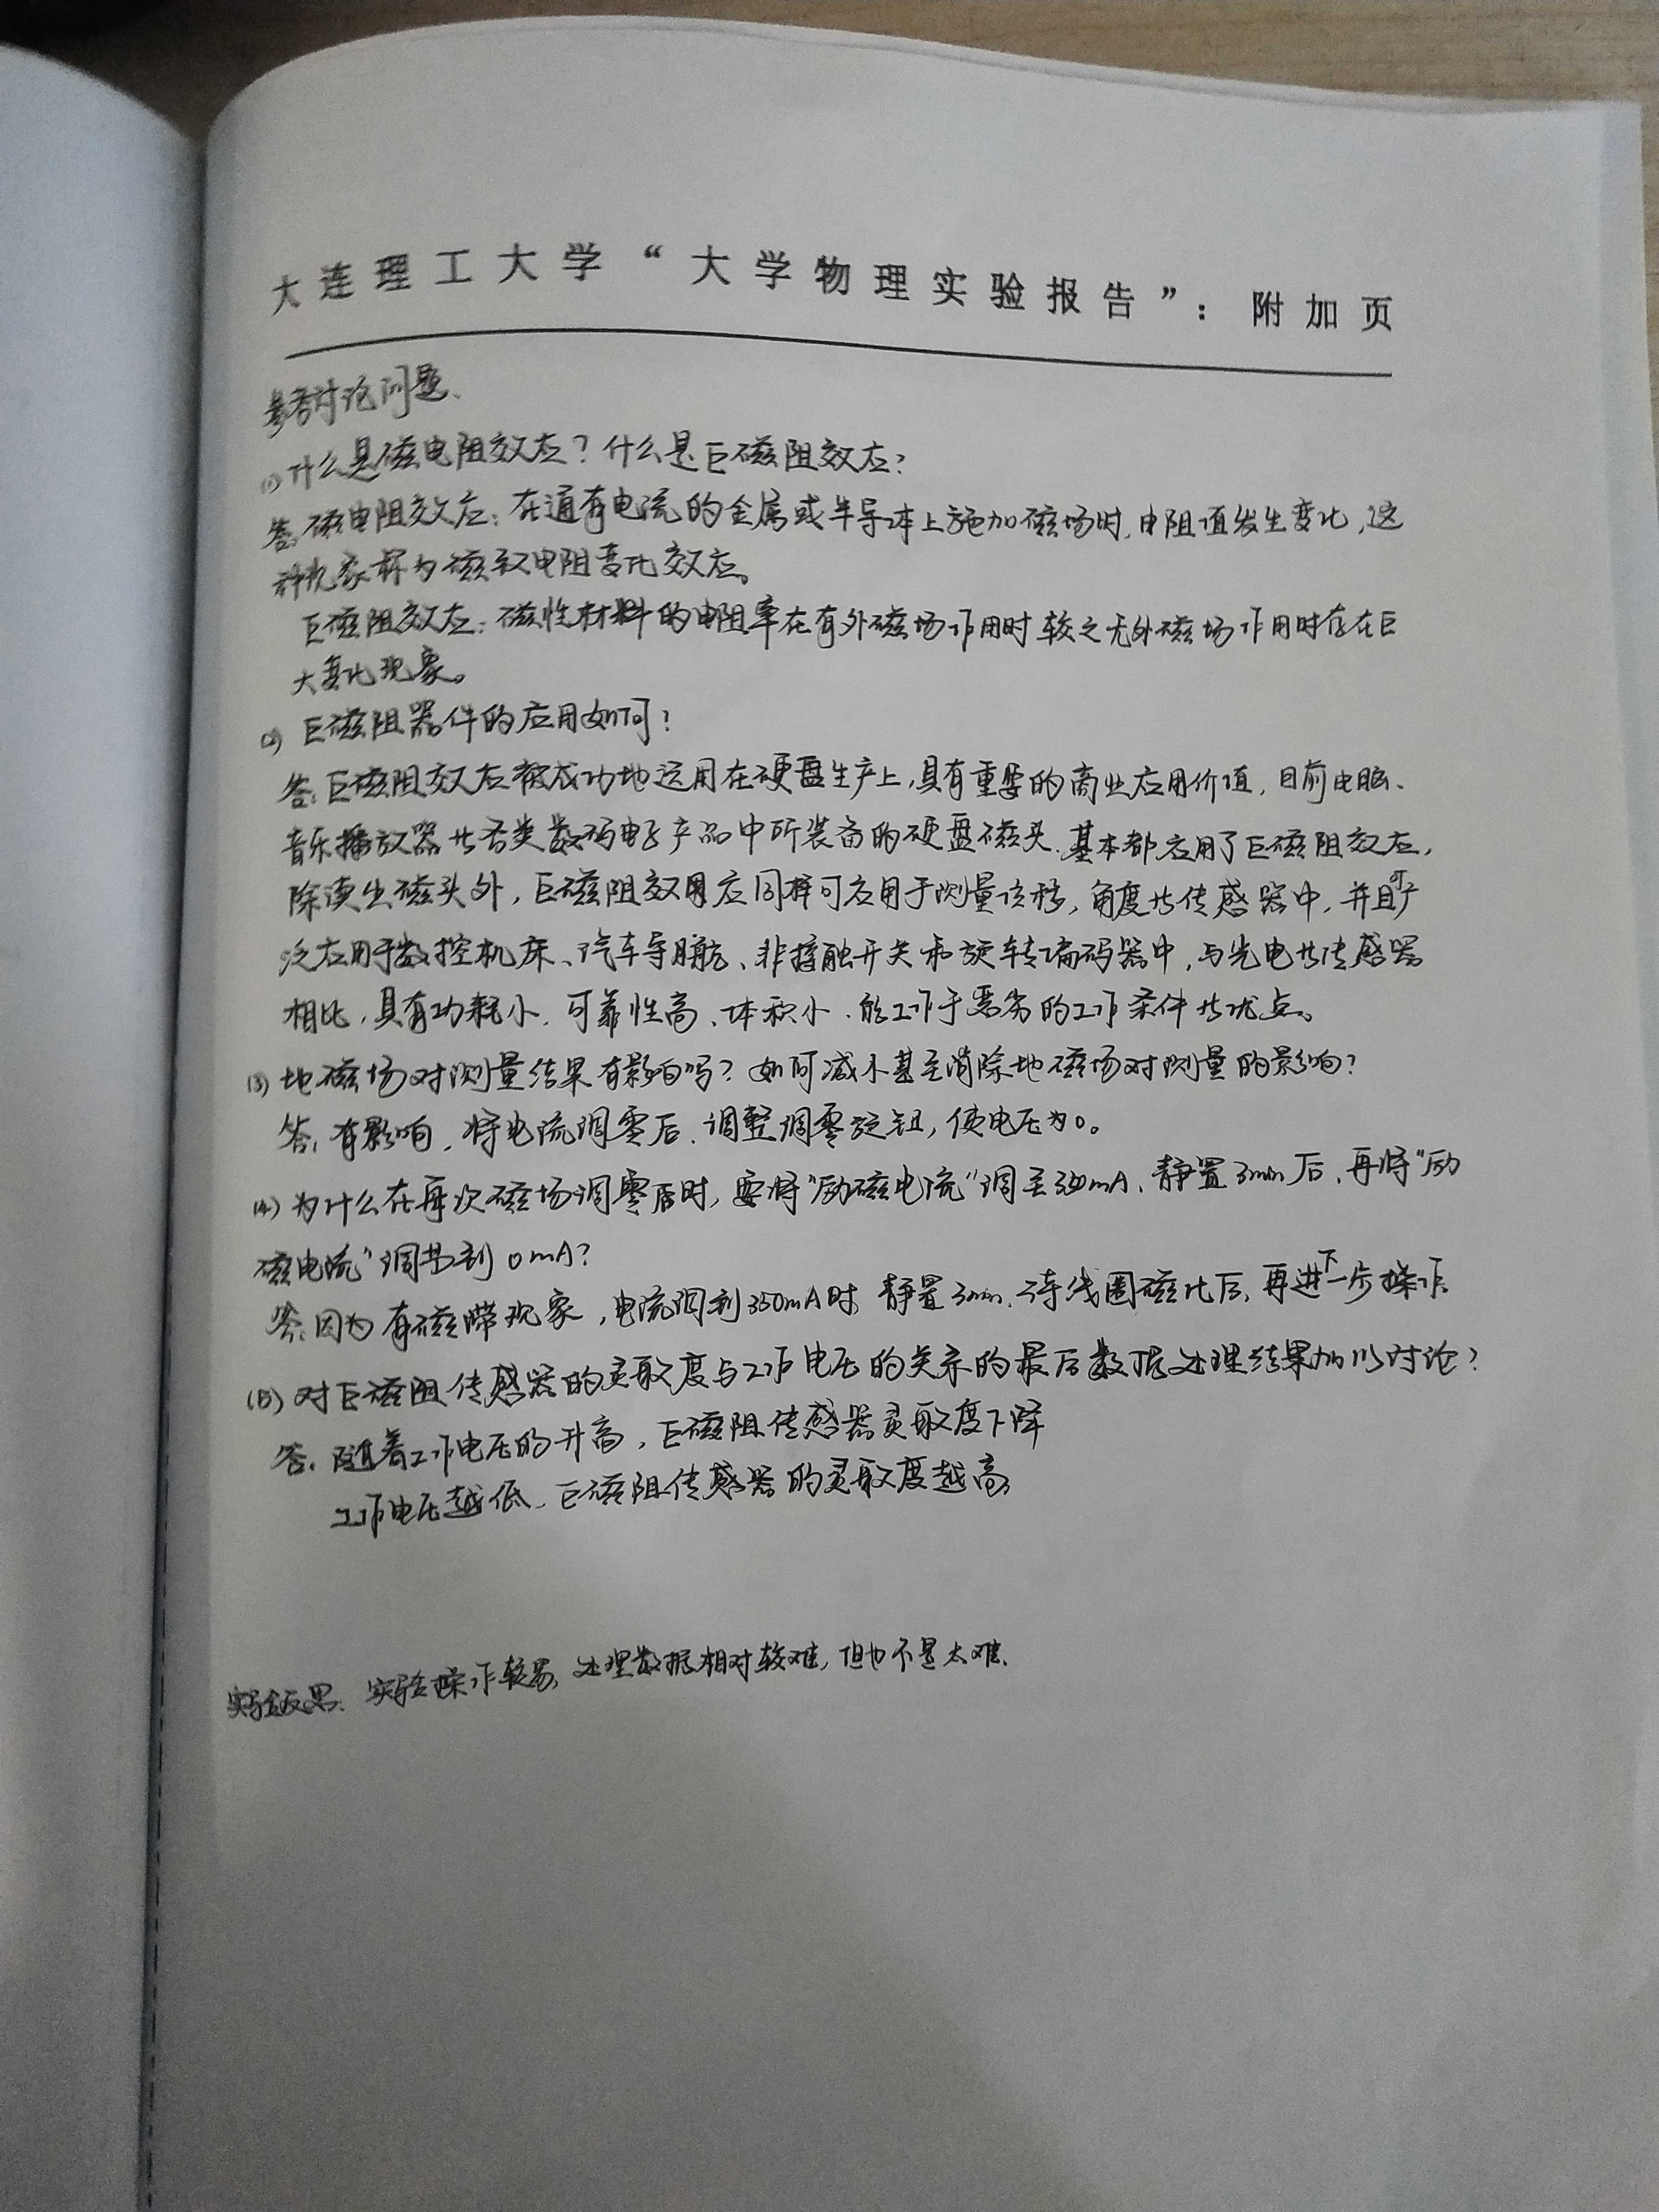 大连理工大学“大学物理实验报告”：附加页
参考讨论问题、
(1)什么是磁电阻效应？什么是巨磁阻效应？
答：磁电阻效应：在通有电流的金属或半导体上施加磁场时，电阻值发生变化，这
种现象称为磁致电阻变化效应。
巨磁阻效应：磁性材料的电阻率在有外磁场作用时较之无外磁场作用时存在巨
大变化现象。
(2) 巨磁阻器件的应用如何？
答：巨磁阻效应被成功地运用在硬盘生产上，具有重要的商业应用价值，目前电脑、
音乐播放器等各类数码电子产品中所装备的硬盘磁头，基本都应用了巨磁阻效应，
除读出磁头外，巨磁阻效应同样可应用于测量位移，角度等传感器中，并且可广
泛应用于数控机床、汽车导航、非接触开关和旋转编码器中，与光电等传感器
相比，具有功耗小、可靠性高、体积小、能工作于恶劣的工作条件等优点。
(3) 地磁场对测量结果有影响吗？如何减小甚至消除地磁场对测量的影响？
答：有影响，将电流调零后，调整调零旋钮，使电压为0。
(4) 为什么在再次磁场调零时，要将“励磁电流”调至350mA、静置3min后，再将“励
磁电流”调节到0mA？
答：因为有磁滞现象，电流调到350mA时，静置3min，待线圈磁化后，再进下一步操作
(5) 对巨磁阻传感器的灵敏度与工作电压的关系的最后数据处理结果加以讨论？
答：随着工作电压的升高，巨磁阻传感器灵敏度下降
工作电压越低，巨磁阻传感器的灵敏度越高
实验反思：实验操作较易，处理数据相对较难，但也不是太难.